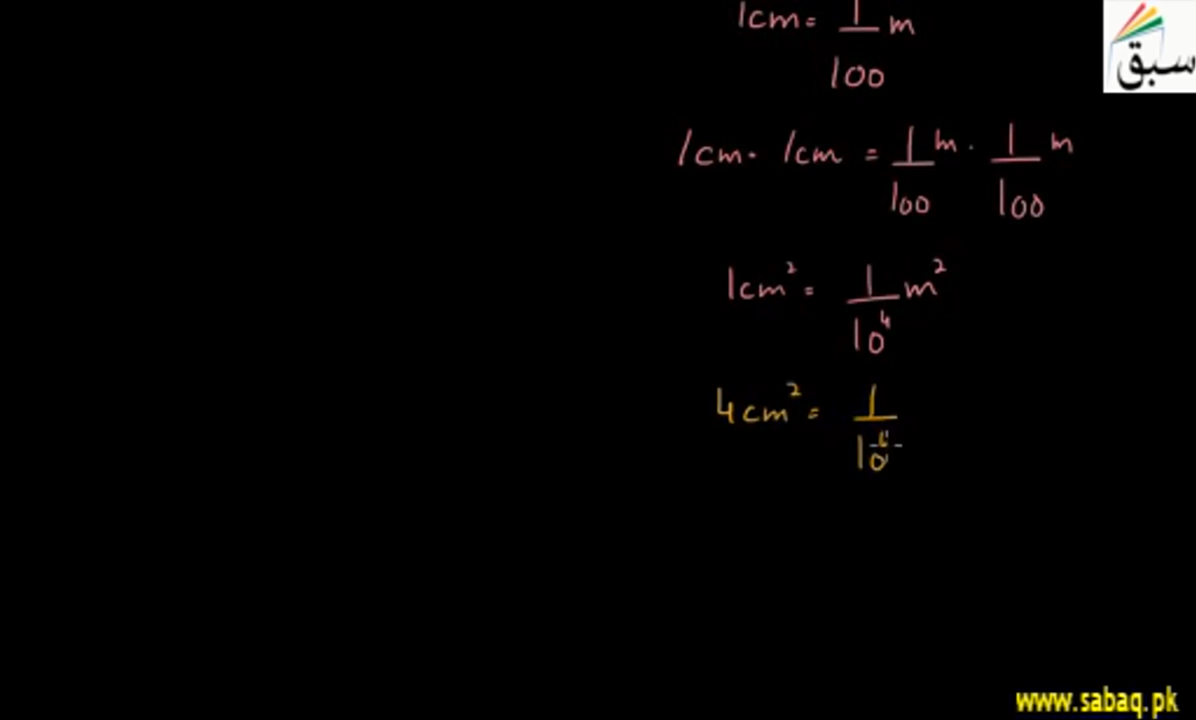 1cm = 1/100 m
سبق
1cm · 1cm = 1/100 m · 1/100 m
1cm² = 1/10⁴ m²
4cm² = 1/10
www.sabaq.pk